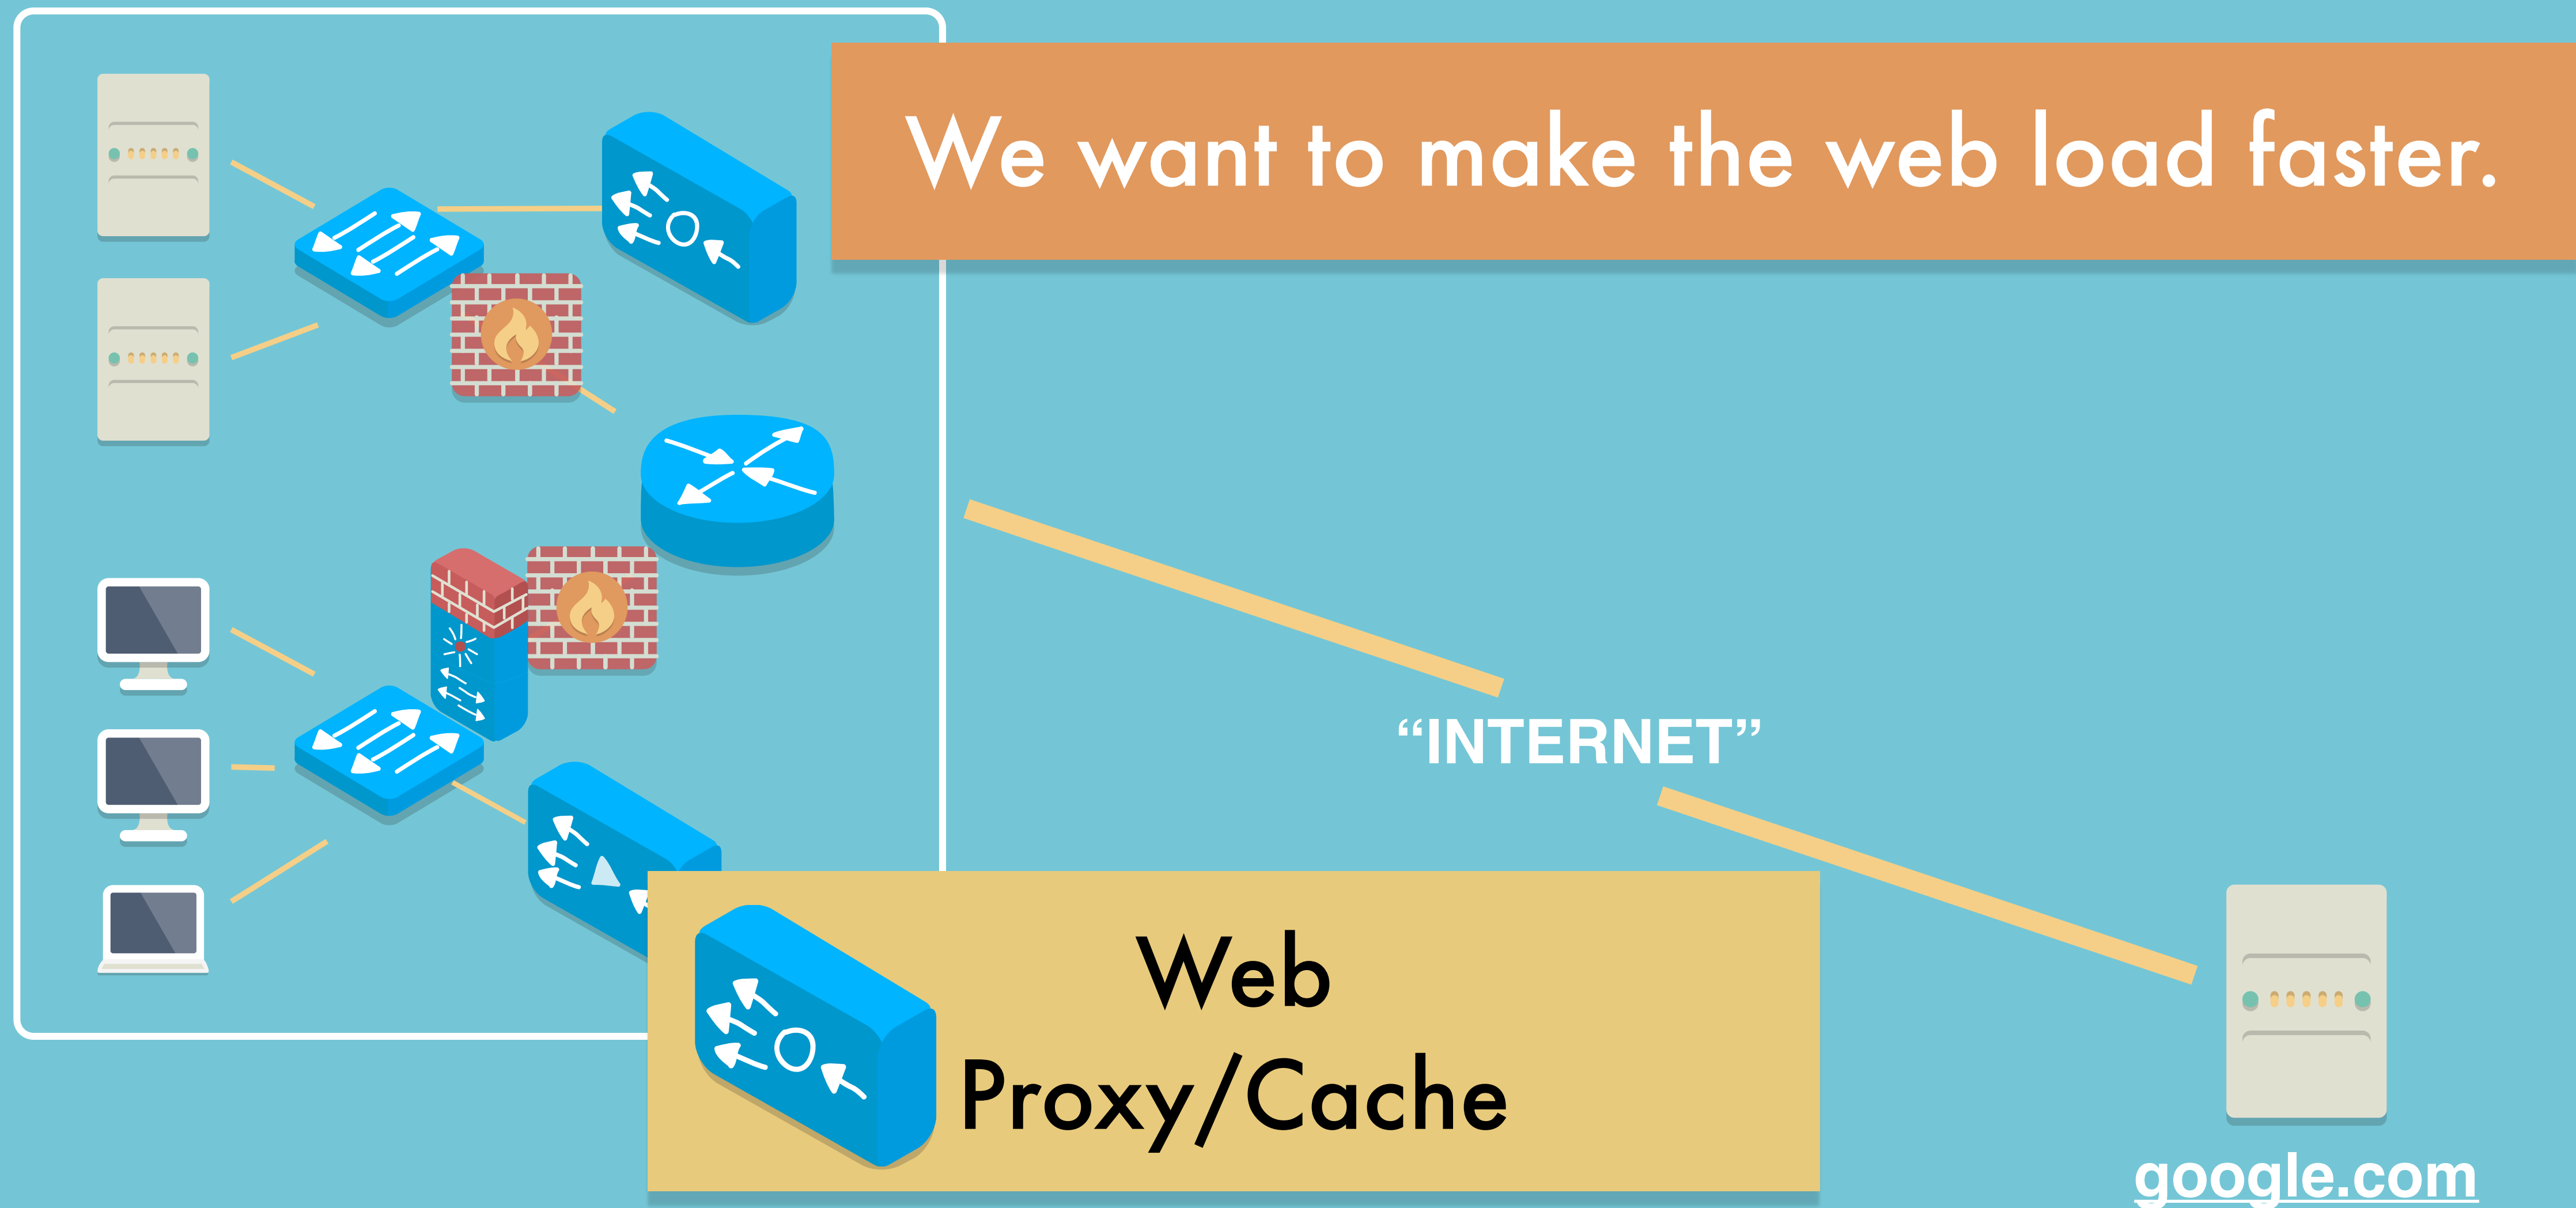 We want to make the web load faster.
“INTERNET”
Web
Proxy/Cache
google.com